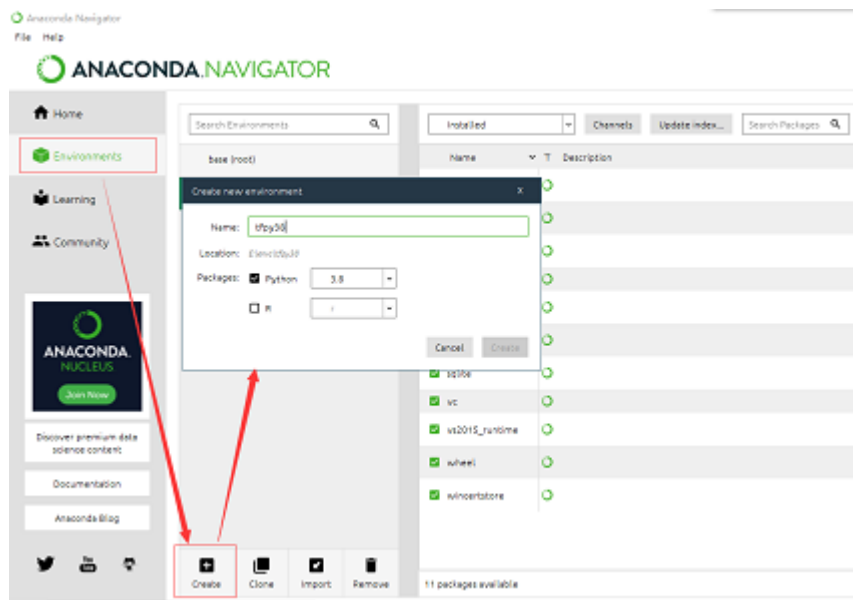 Anaconda Navigator
File Help
ANACONDA.NAVIGATOR
Home
Environments
Learning
Community
ANACONDA.
NUCLEUS
Join Now
Discover premium data
science content
Documentation
Anaconda Blog
You
Tube
Search Environments
base (root)
Create new environment X
Name: tfpy38
Location:
Packages: Python 3.8
R
Cancel Create
Create Clone Import Remove
Installed Channels Update index... Search Packages
Name T Description
sqlite
vc
vs2015_runtime
wheel
wincertstore
11 packages available